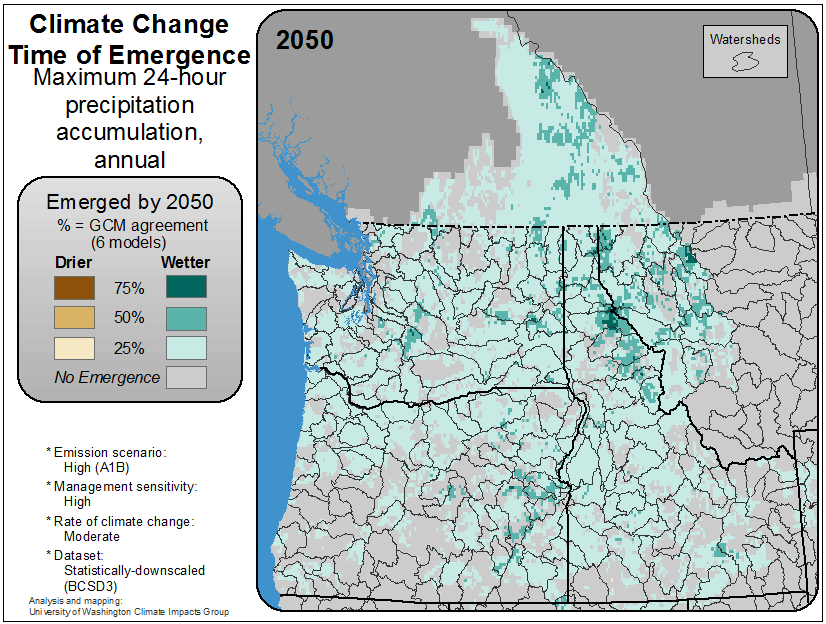 Climate Change
Time of Emergence
Maximum 24-hour
precipitation
accumulation,
annual
Emerged by 2050
% = GCM agreement
(6 models)
Drier Wetter
75%
50%
25%
No Emergence
* Emission scenario:
High (A1B)
* Management sensitivity:
High
* Rate of climate change:
Moderate
* Dataset:
Statistically-downscaled
(BCSD3)
Analysis and mapping:
University of Washington Climate Impacts Group
2050
Watersheds